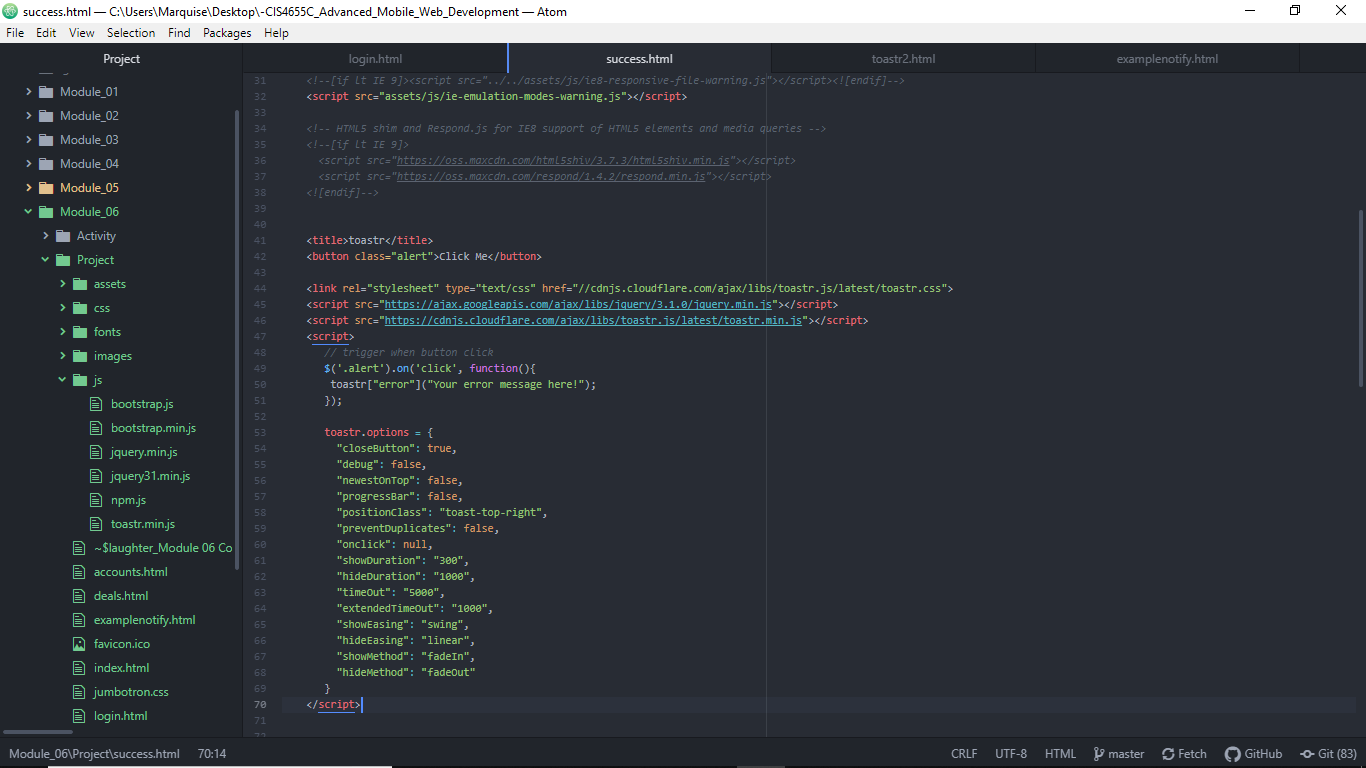 success.html — C:\Users\Marquise\Desktop\-CIS4655C_Advanced_Mobile_Web_Development — Atom
File Edit View Selection Find Packages Help
Project
Module_01
Module_02
Module_03
Module_04
Module_05
Module_06
Activity
Project
assets
css
fonts
images
js
bootstrap.js
bootstrap.min.js
jquery.min.js
jquery31.min.js
npm.js
toastr.min.js
~$laughter_Module 06 Co
accounts.html
deals.html
examplenotify.html
favicon.ico
index.html
jumbotron.css
login.html
login.html success.html toastr2.html examplenotify.html
31 <!--[if lt IE 9]><script src="../../assets/js/ie8-responsive-file-warning.js"></script><![endif]-->
32 <script src="assets/js/ie-emulation-modes-warning.js"></script>
33
34 <!-- HTML5 shim and Respond.js for IE8 support of HTML5 elements and media queries -->
35 <!--[if lt IE 9]>
36 <script src="https://oss.maxcdn.com/html5shiv/3.7.3/html5shiv.min.js"></script>
37 <script src="https://oss.maxcdn.com/respond/1.4.2/respond.min.js"></script>
38 <![endif]-->
39
40
41 <title>toastr</title>
42 <button class="alert">Click Me</button>
43
44 <link rel="stylesheet" type="text/css" href="//cdnjs.cloudflare.com/ajax/libs/toastr.js/latest/toastr.css">
45 <script src="https://ajax.googleapis.com/ajax/libs/jquery/3.1.0/jquery.min.js"></script>
46 <script src="https://cdnjs.cloudflare.com/ajax/libs/toastr.js/latest/toastr.min.js"></script>
47 <script>
48 // trigger when button click
49 $('.alert').on('click', function(){
50 toastr["error"]("Your error message here!");
51 });
52
53 toastr.options = {
54 "closeButton": true,
55 "debug": false,
56 "newestOnTop": false,
57 "progressBar": false,
58 "positionClass": "toast-top-right",
59 "preventDuplicates": false,
60 "onclick": null,
61 "showDuration": "300",
62 "hideDuration": "1000",
63 "timeOut": "5000",
64 "extendedTimeOut": "1000",
65 "showEasing": "swing",
66 "hideEasing": "linear",
67 "showMethod": "fadeIn",
68 "hideMethod": "fadeOut"
69 }
70 </script>
71
Module_06\Project\success.html 70:14 CRLF UTF-8 HTML master Fetch GitHub Git (83)